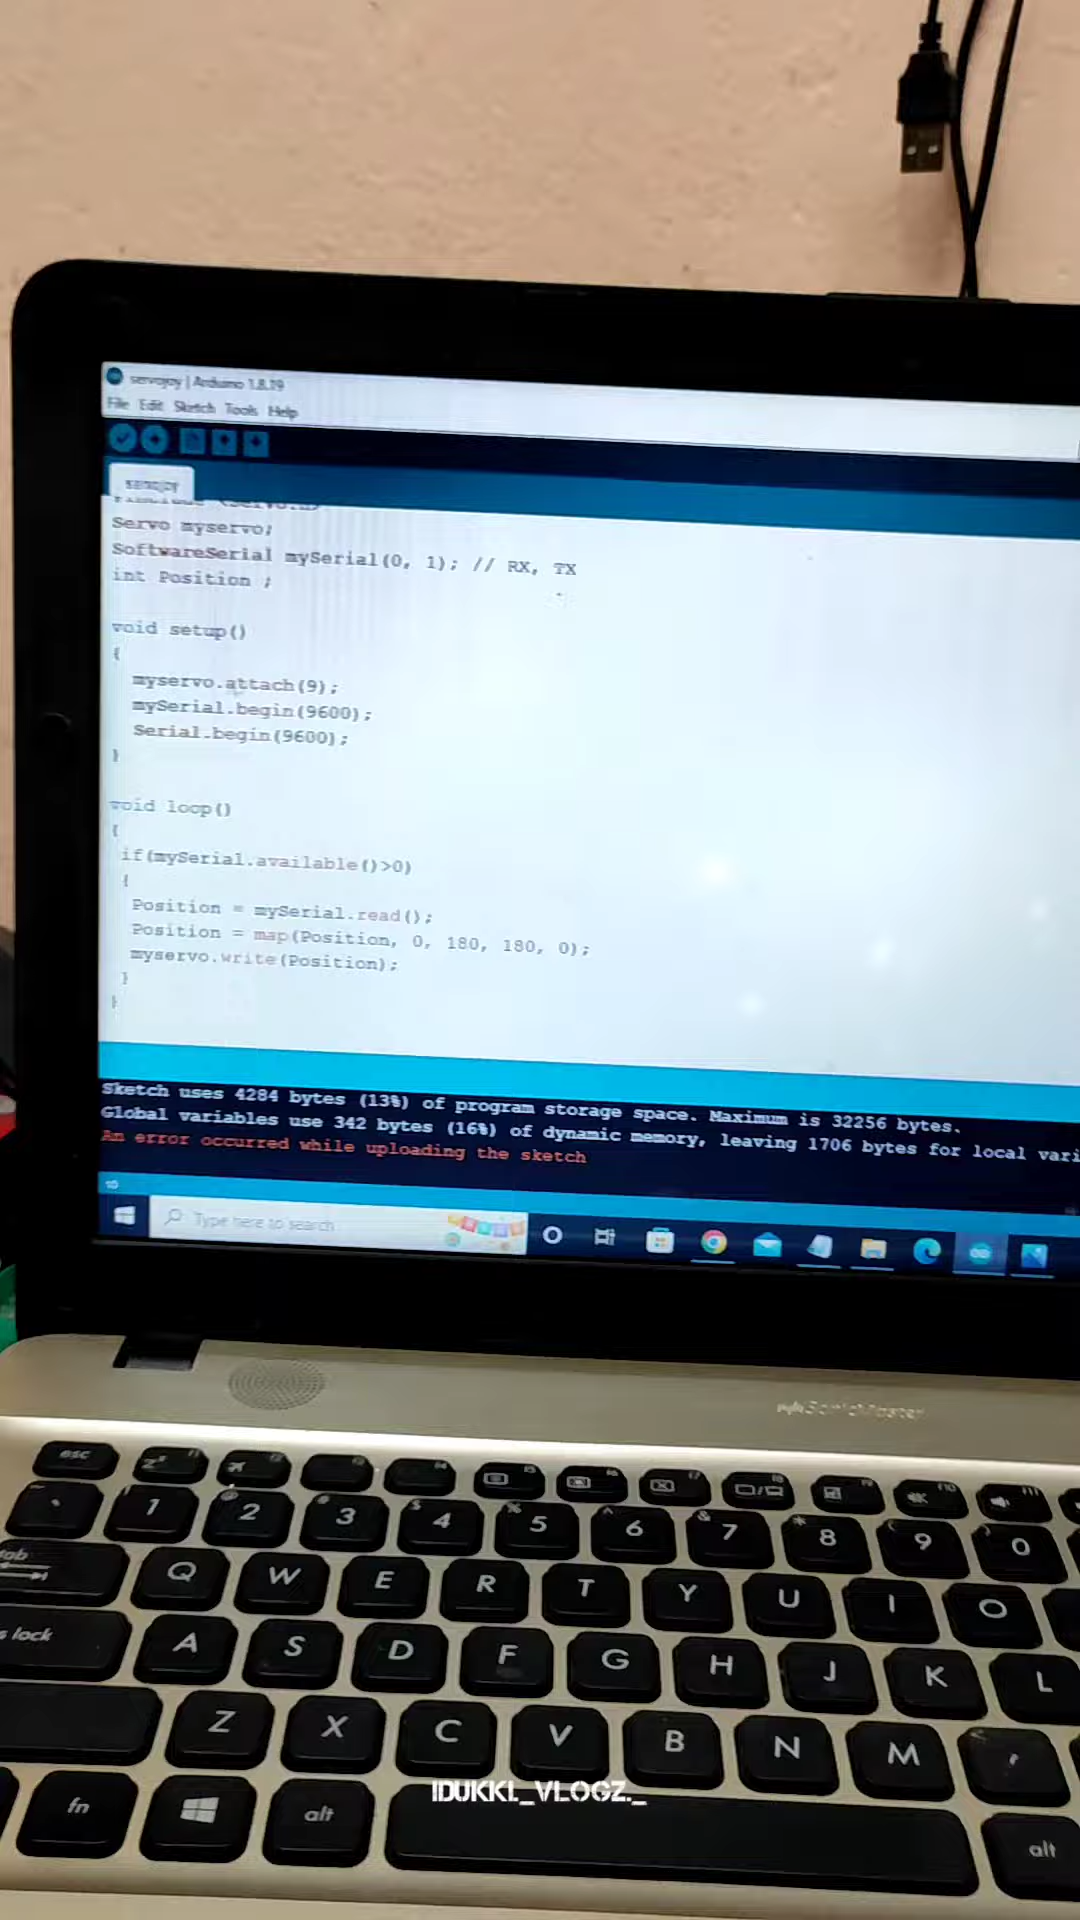 servojoy | Arduino 1.8.19
File Edit Sketch Tools Help
servojoy
Servo myservo;
SoftwareSerial mySerial(0, 1); // RX, TX
int Position ;
void setup()
{
myservo.attach(9);
mySerial.begin(9600);
Serial.begin(9600);
}
void loop()
{
if(mySerial.available()>0)
{
Position = mySerial.read();
Position = map(Position, 0, 180, 180, 0);
myservo.write(Position);
}
}
Sketch uses 4284 bytes (13%) of program storage space. Maximum is 32256 bytes.
Global variables use 342 bytes (16%) of dynamic memory, leaving 1706 bytes for local vari
An error occurred while uploading the sketch
10
Type here to search
SonicMaster
esc
1 2 3 4 5 6 7 8 9 0
tab Q W E R T Y U I O
s lock A S D F G H J K L
Z X C V B N M
fn alt alt
IDUKKI_VLOGZ._